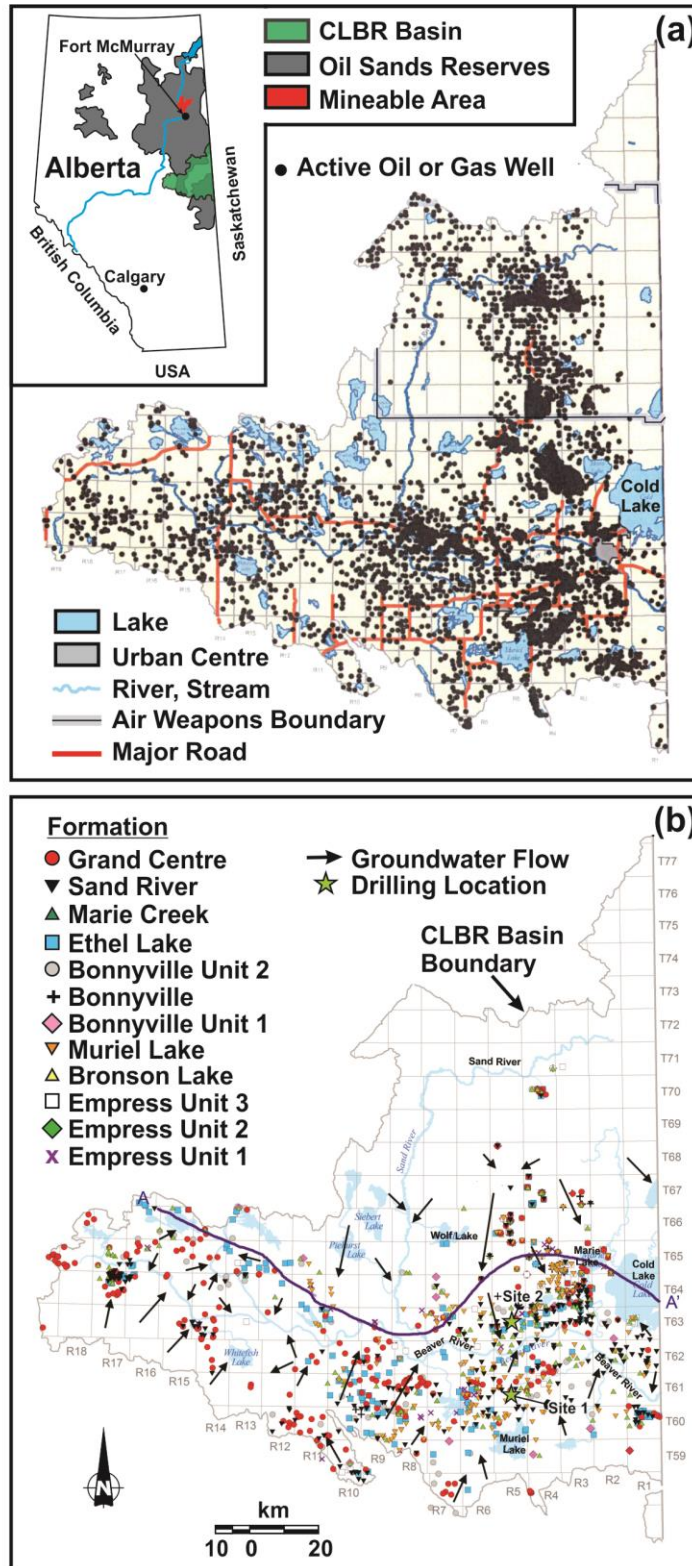 (a)
CLBR Basin
Oil Sands Reserves
Mineable Area
Fort McMurray
Alberta
British Columbia
Calgary
Saskatchewan
USA
Active Oil or Gas Well
Cold
Lake
Lake
Urban Centre
River, Stream
Air Weapons Boundary
Major Road
(b)
Formation
Grand Centre
Sand River
Marie Creek
Ethel Lake
Bonnyville Unit 2
Bonnyville
Bonnyville Unit 1
Muriel Lake
Bronson Lake
Empress Unit 3
Empress Unit 2
Empress Unit 1
Groundwater Flow
Drilling Location
CLBR Basin
Boundary
T77
T76
T75
T74
T73
T72
T71
T70
T69
T68
T67
T66
T65
T64
T63
T62
T61
T60
T59
Sand River
Sand River
Siebert
Lake
Pinehurst
Lake
Wolf Lake
Marie
Lake
Cold
Lake
A
A'
Site 2
Beaver River
Beaver River
Whitefish
Lake
Site 1
Muriel
Lake
R18
R17
R16
R15
R14
R13
R12
R11
R10
R9
R8
R7
R6
R5
R4
R3
R2
R1
N
km
10 0 20